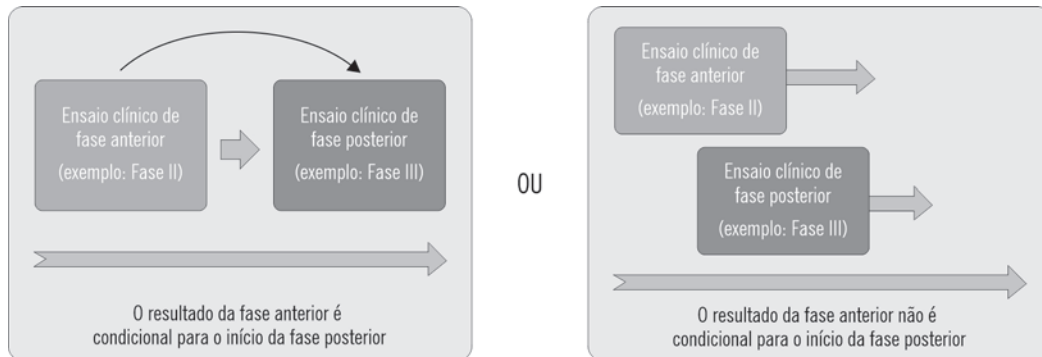 Ensaio clínico de
fase anterior
(exemplo: Fase II)
Ensaio clínico de
fase posterior
(exemplo: Fase III)
O resultado da fase anterior é
condicional para o início da fase posterior
OU
Ensaio clínico de
fase anterior
(exemplo: Fase II)
Ensaio clínico de
fase posterior
(exemplo: Fase III)
O resultado da fase anterior não é
condicional para o início da fase posterior